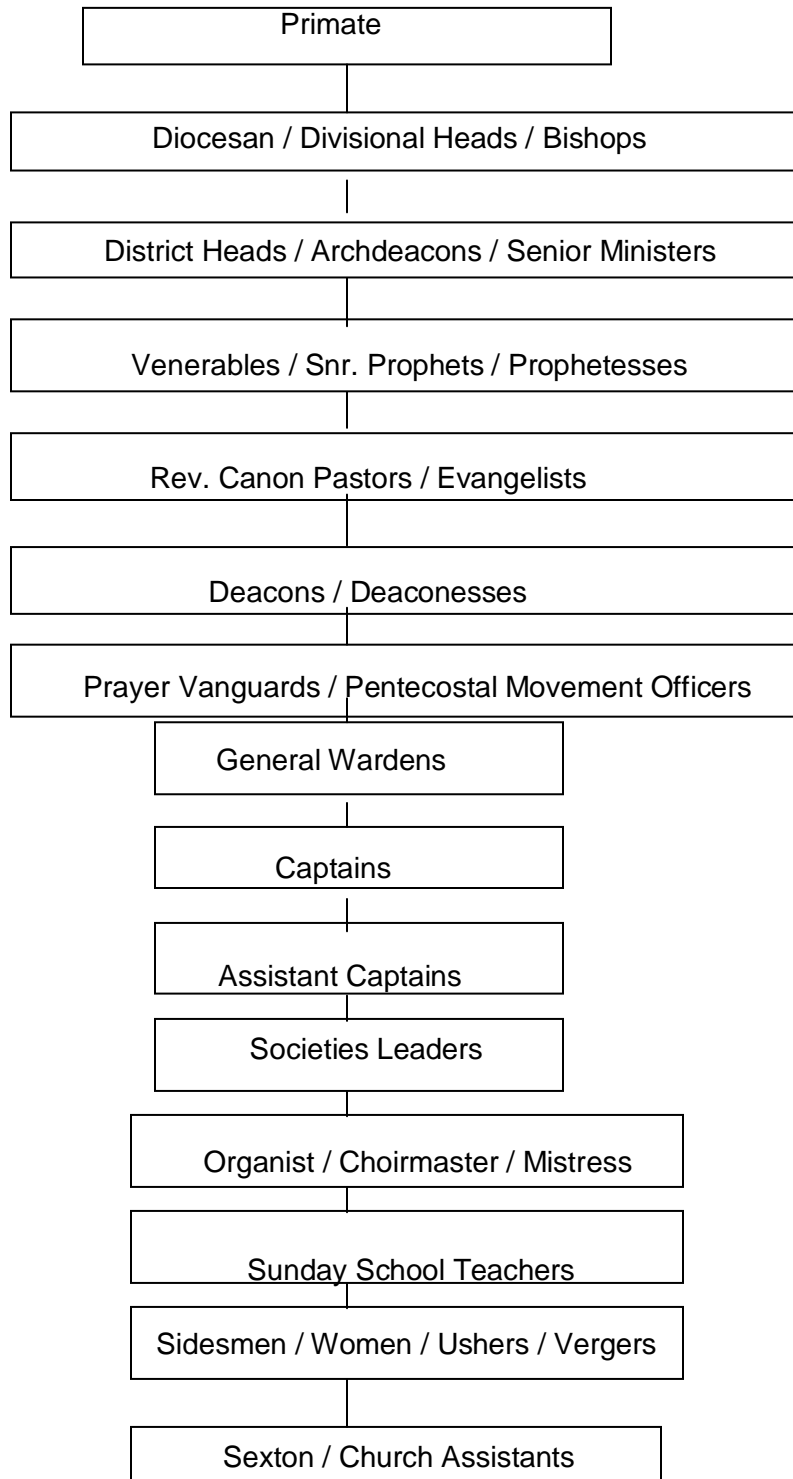 Primate
Diocesan / Divisional Heads / Bishops
District Heads / Archdeacons / Senior Ministers
Venerables / Snr. Prophets / Prophetesses
Rev. Canon Pastors / Evangelists
Deacons / Deaconesses
Prayer Vanguards / Pentecostal Movement Officers
General Wardens
Captains
Assistant Captains
Societies Leaders
Organist / Choirmaster / Mistress
Sunday School Teachers
Sidesmen / Women / Ushers / Vergers
Sexton / Church Assistants